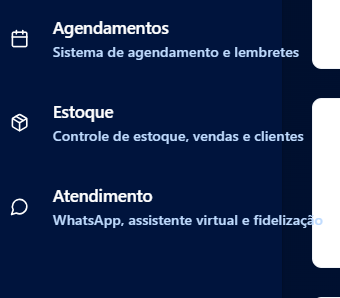 Agendamentos
Sistema de agendamento e lembretes
Estoque
Controle de estoque, vendas e clientes
Atendimento
WhatsApp, assistente virtual e fidelização